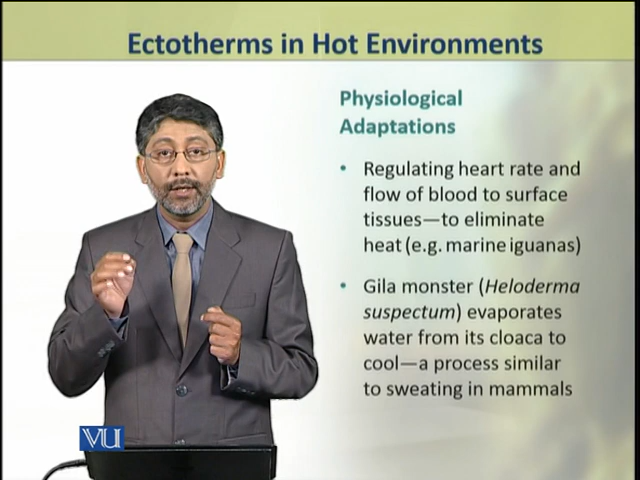 Ectotherms in Hot Environments
Physiological
Adaptations
• Regulating heart rate and
flow of blood to surface
tissues—to eliminate
heat (e.g. marine iguanas)
• Gila monster (Heloderma
suspectum) evaporates
water from its cloaca to
cool—a process similar
to sweating in mammals
VU